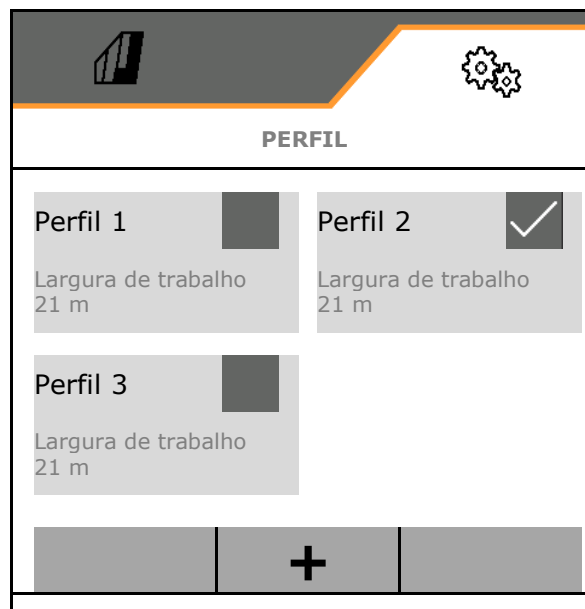 PERFIL
Perfil 1
Largura de trabalho
21 m
Perfil 2
Largura de trabalho
21 m
Perfil 3
Largura de trabalho
21 m
+